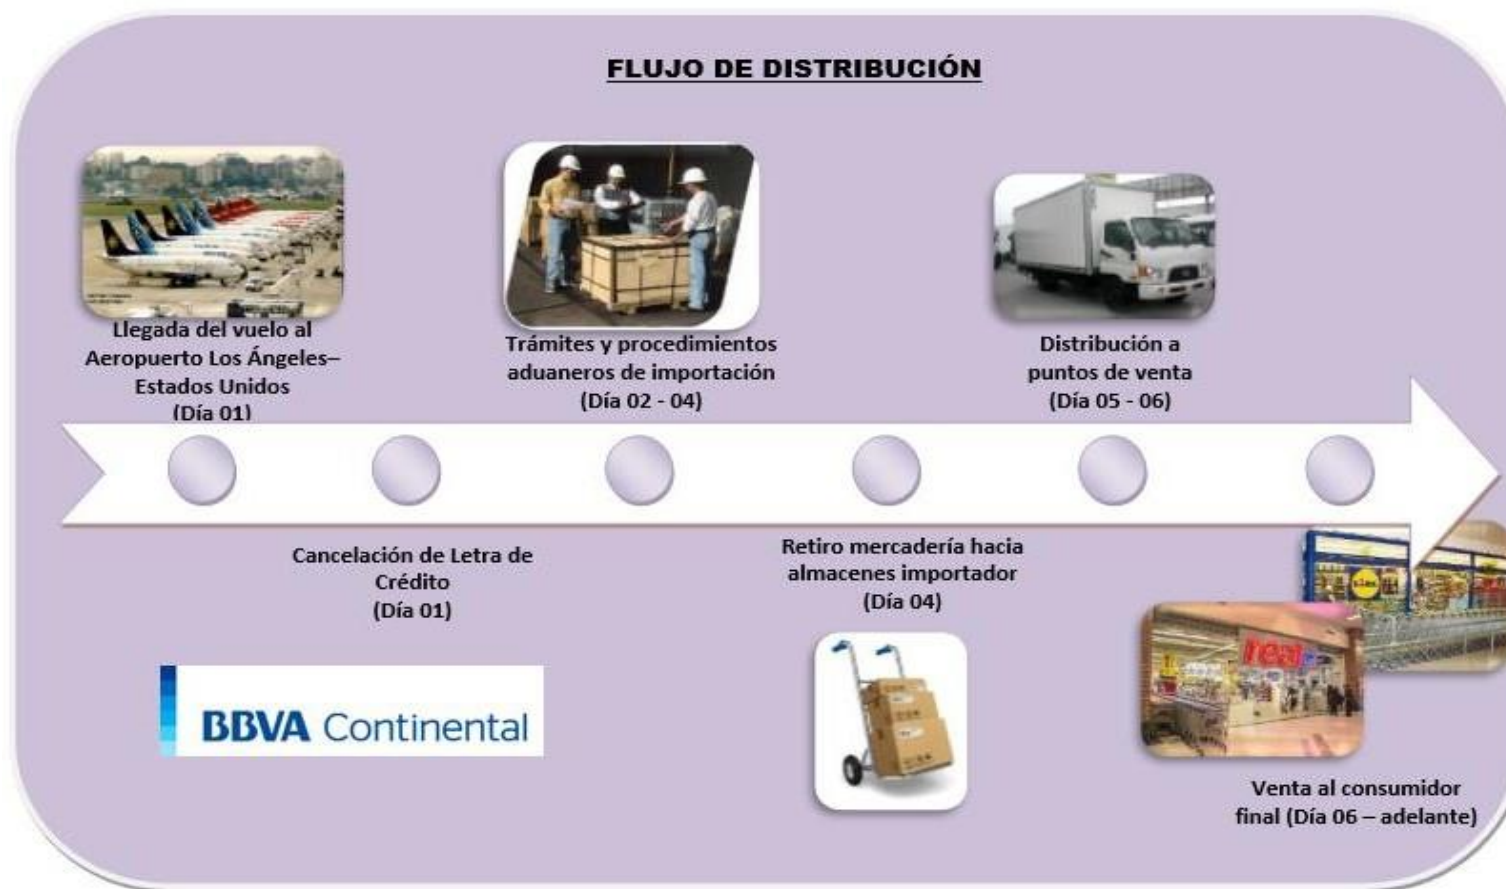 FLUJO DE DISTRIBUCIÓN
Llegada del vuelo al
Aeropuerto Los Ángeles–
Estados Unidos
(Día 01)
Cancelación de Letra de
Crédito
(Día 01)
BBVA Continental
Trámites y procedimientos
aduaneros de importación
(Día 02 - 04)
Retiro mercadería hacia
almacenes importador
(Día 04)
Distribución a
puntos de venta
(Día 05 - 06)
real
Venta al consumidor
final (Día 06 – adelante)